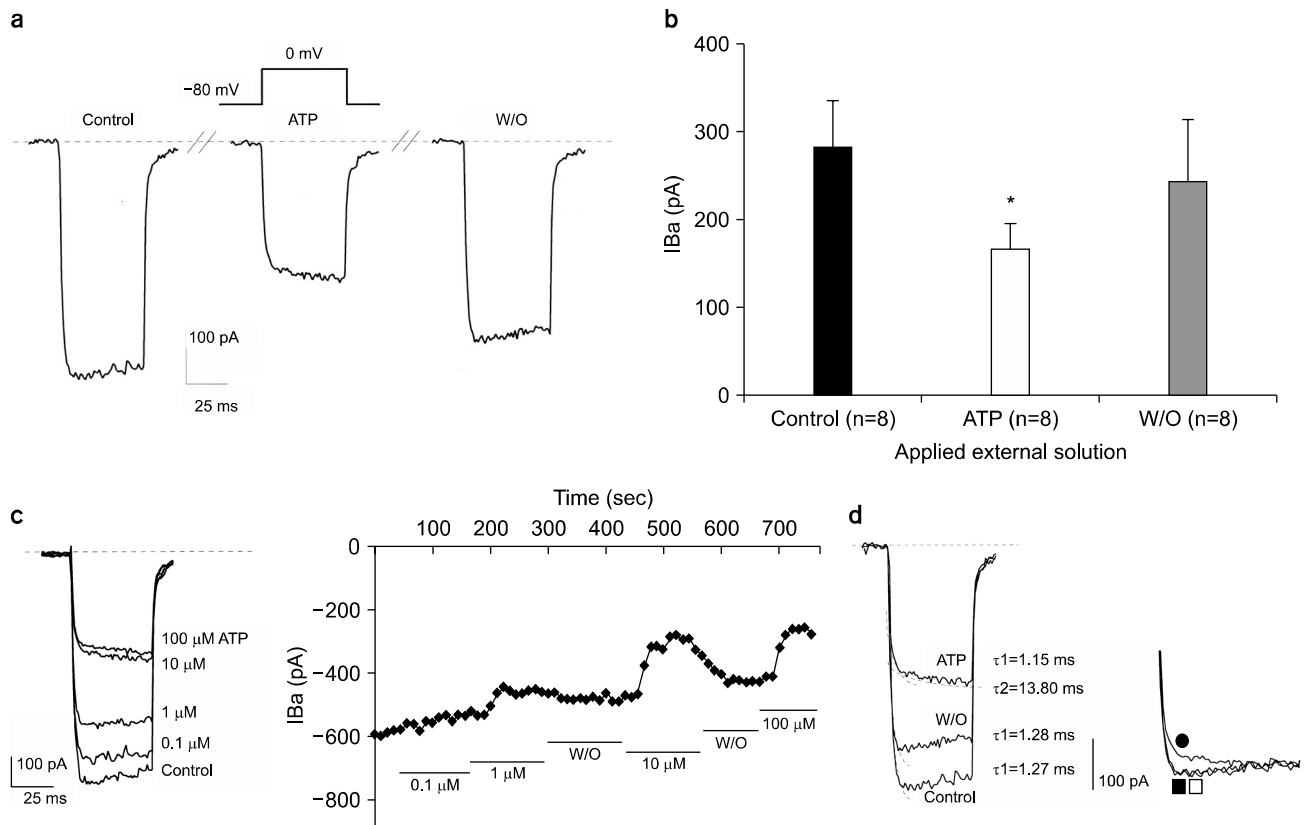 a
0 mV
−80 mV
Control
ATP
W/O
100 pA
25 ms
b
400
300
200
100
0
IBa (pA)
*
Control (n=8)
ATP (n=8)
W/O (n=8)
Applied external solution
c
100 μM ATP
10 μM
1 μM
0.1 μM
Control
100 pA
25 ms
Time (sec)
100 200 300 400 500 600 700
0
−200
−400
−600
−800
IBa (pA)
0.1 μM
1 μM
W/O
10 μM
W/O
100 μM
d
ATP
τ1=1.15 ms
τ2=13.80 ms
W/O
τ1=1.28 ms
τ1=1.27 ms
Control
100 pA